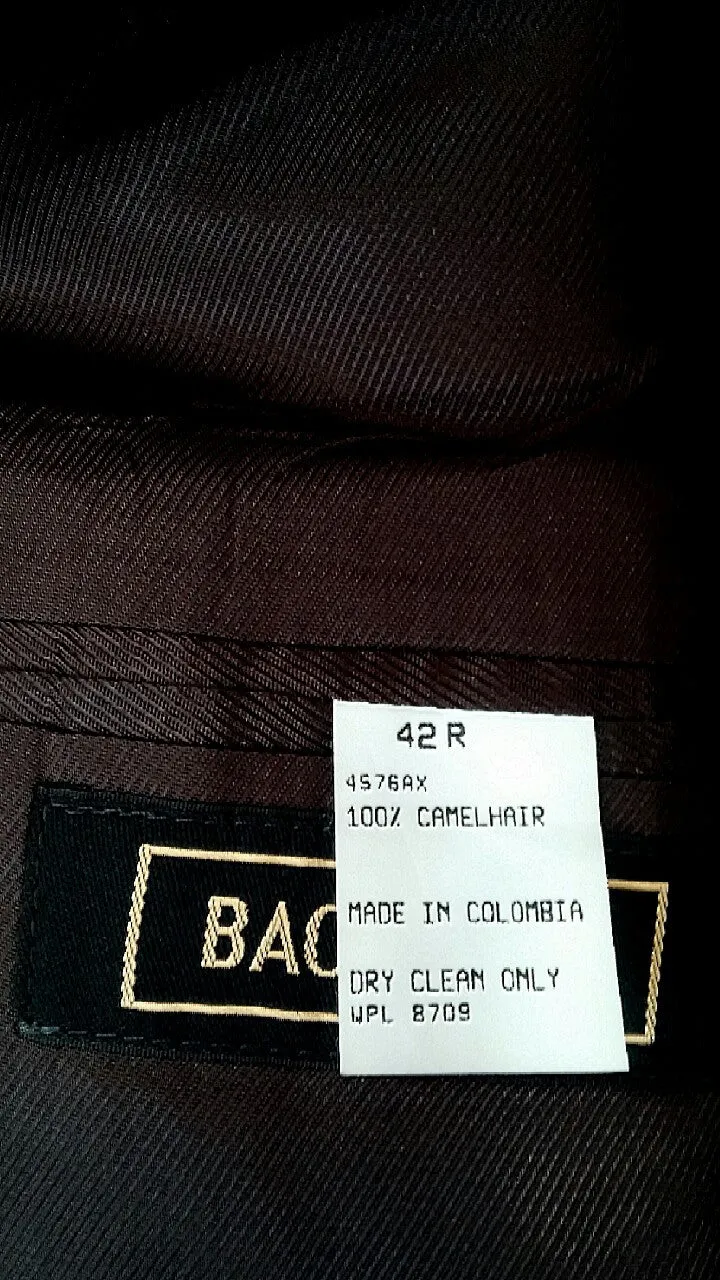 42 R
4576AX
100% CAMELHAIR
MADE IN COLOMBIA
DRY CLEAN ONLY
WPL 8709